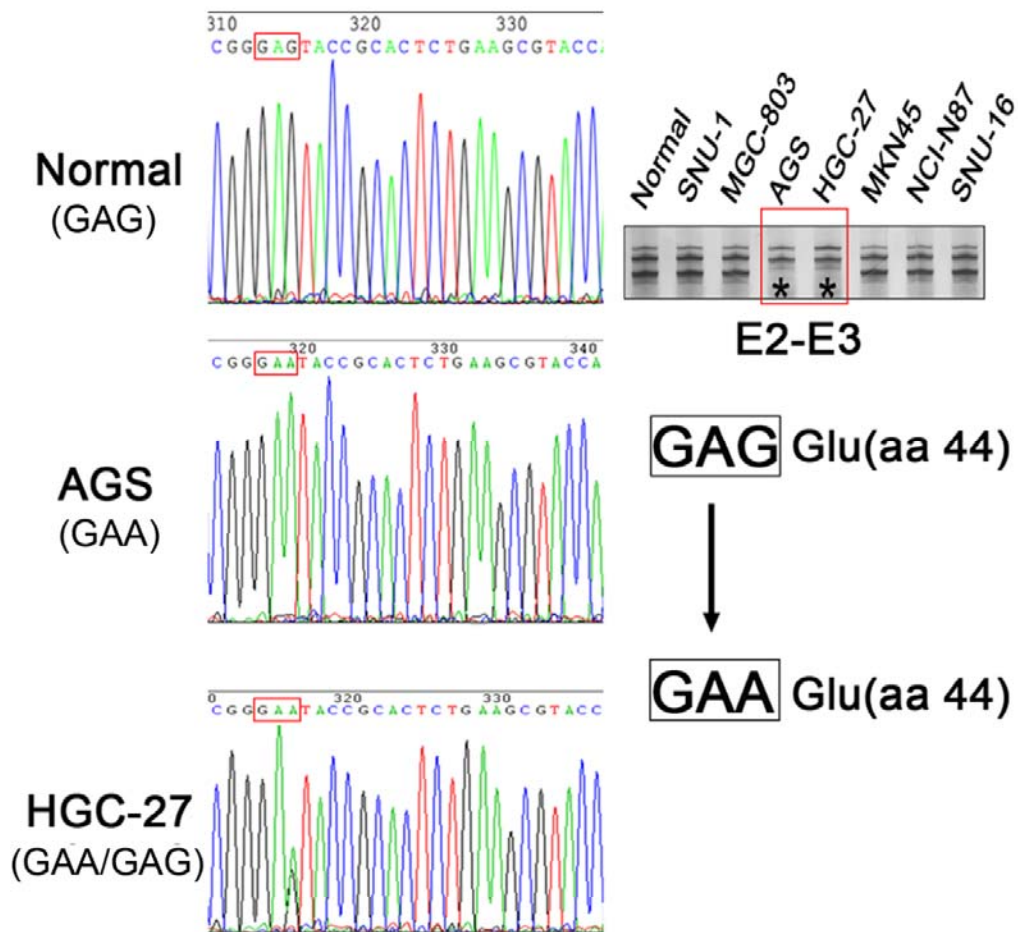 310 320 330
CGGGAGTACCGCACTCTGAAGCGTACCA
Normal
(GAG)
Normal
SNU-1
MGC-803
AGS
HGC-27
MKN45
NCI-N87
SNU-16
* *
E2-E3
320 330 340
CGGGAATACCGCACTCTGAAGCGTACCA
AGS
(GAA)
GAG Glu(aa 44)
GAA Glu(aa 44)
0 320 330
CGGGAATACCGCACTCTGAAGCGTACC
HGC-27
(GAA/GAG)